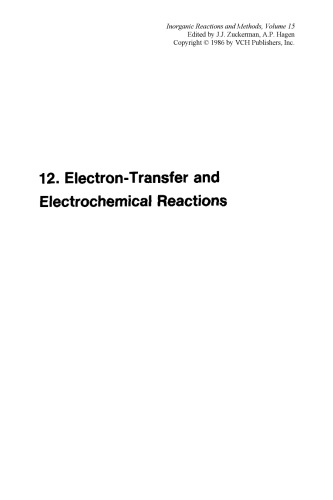 Inorganic Reactions and Methods, Volume 15
Edited by J.J. Zuckerman, A.P. Hagen
Copyright © 1986 by VCH Publishers, Inc.
12. Electron-Transfer and
Electrochemical Reactions